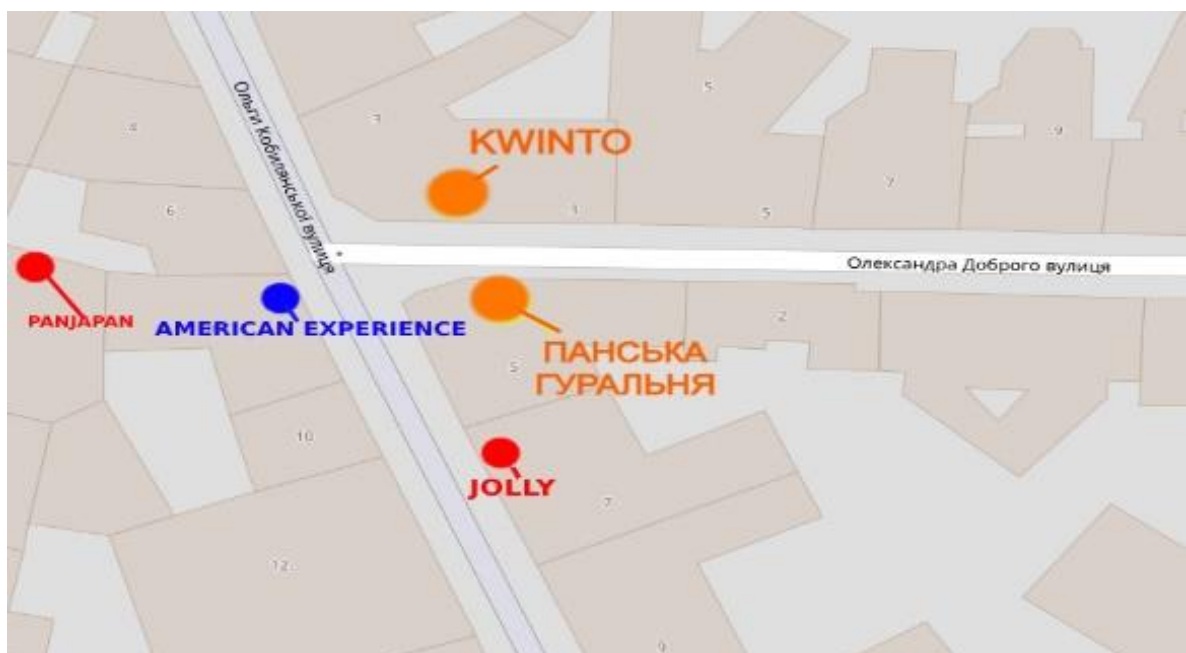 5
3
4
9
KWINTO
7
6
1
5
Ольги Кобилянської вулиця
Олександра Доброго вулиця
PANJAPAN
AMERICAN EXPERIENCE
2
ПАНСЬКА
ГУРАЛЬНЯ
5
10
JOLLY
7
12
9